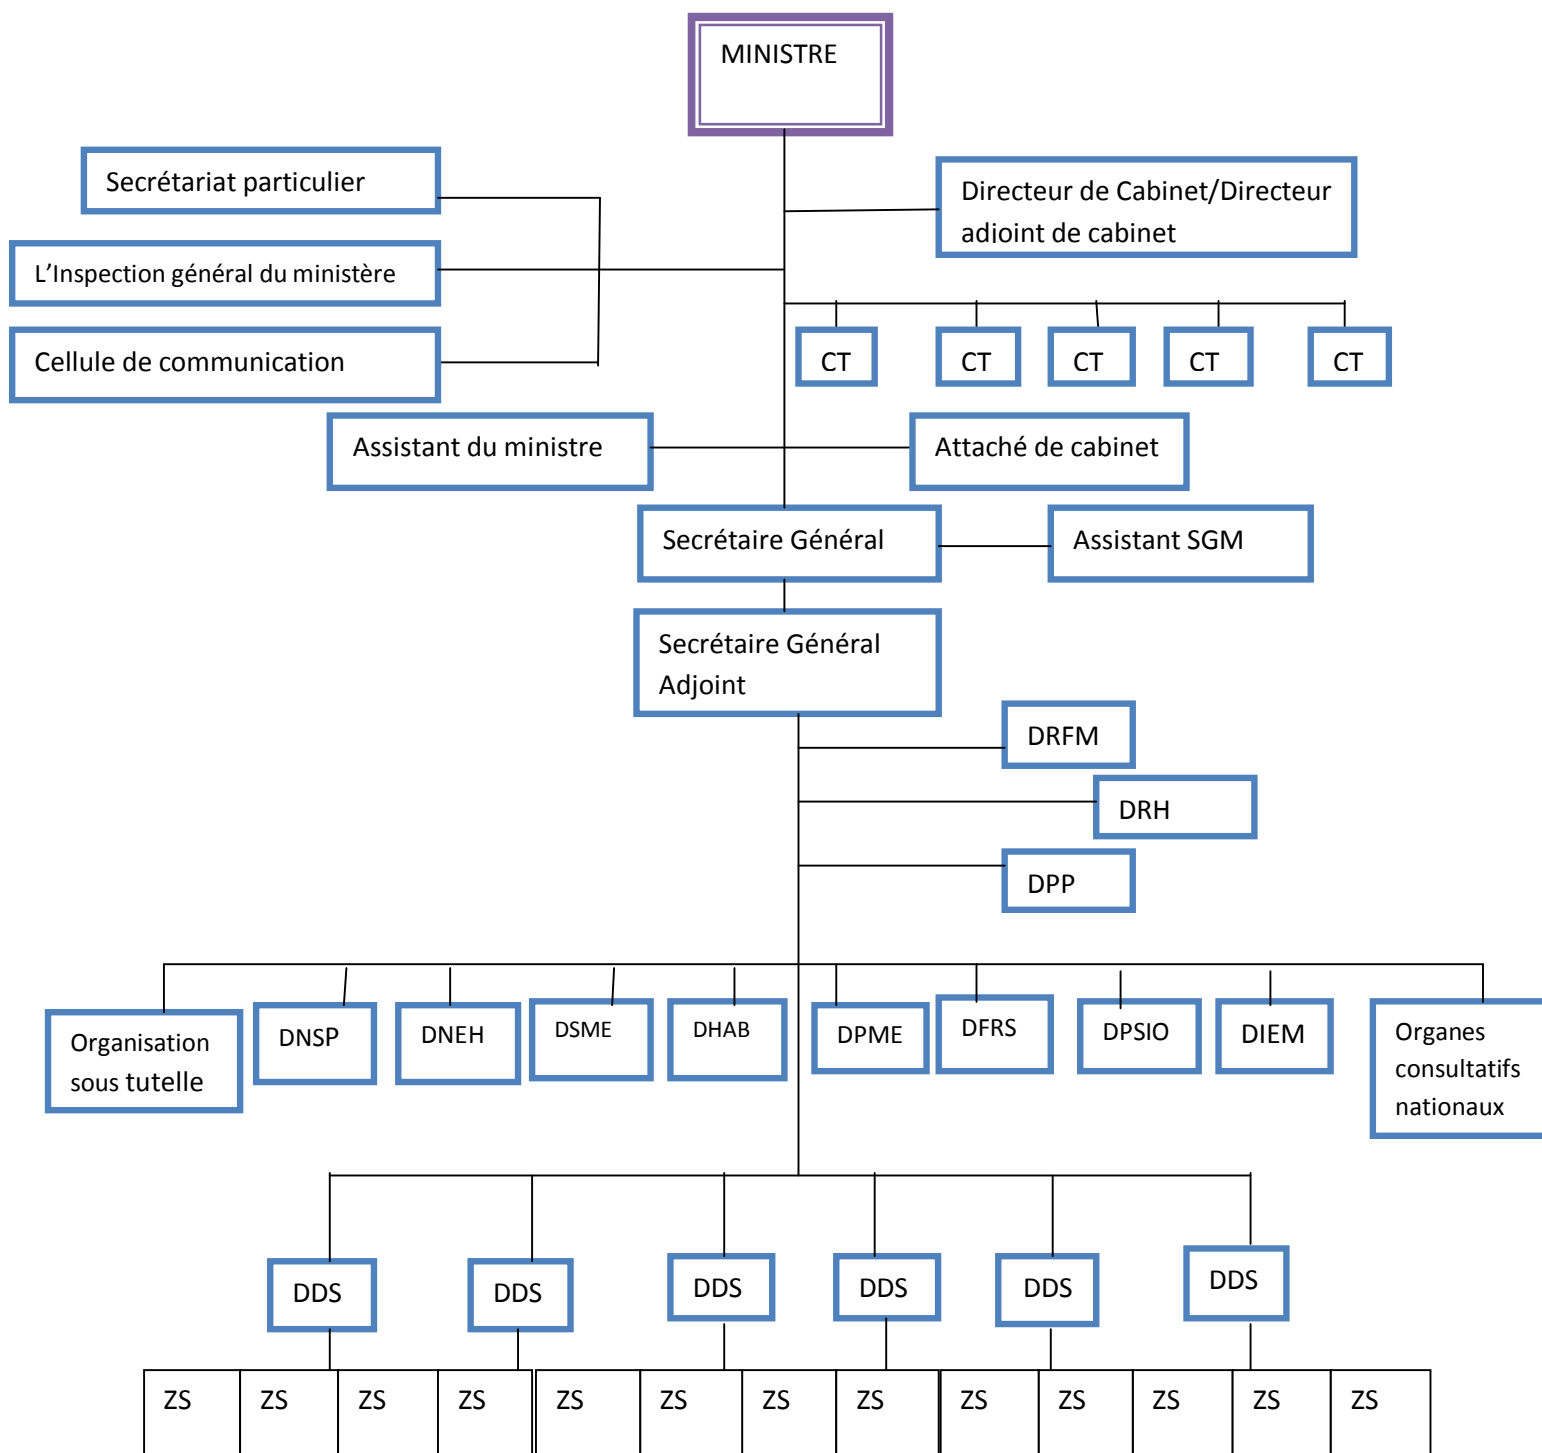 MINISTRE
Secrétariat particulier
Directeur de Cabinet/Directeur
adioint de cabinet
L’Inspection général du ministère
Cellule de communication
CT
CT
CT
CT
CT
Assistant du ministre
Attaché de cabinet
Secrétaire Général
Assistant SGM
Secrétaire Général
Adjoint
DRFM
DRH
DPP
Organisation
sous tutelle
DNSP
DNEH
DSME
DHAB
DPME
DFRS
DPSIO
DIEM
Organes
consultatifs
nationaux
DDS
DDS
DDS
DDS
DDS
DDS
ZS
ZS
ZS
ZS
ZS
ZS
ZS
ZS
ZS
ZS
ZS
ZS
ZS